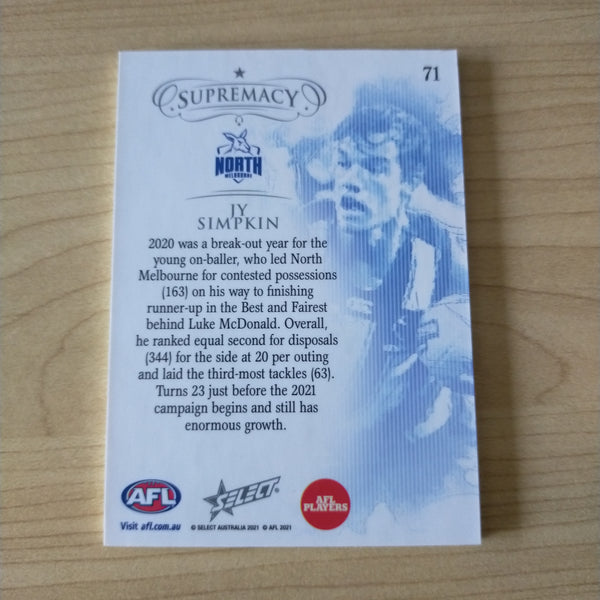 71
SUPREMACY
NORTH
MELBOURNE
JY
SIMPKIN
2020 was a break-out year for the
young on-baller, who led North
Melbourne for contested possessions
(163) on his way to finishing
runner-up in the Best and Fairest
behind Luke McDonald. Overall,
he ranked equal second for disposals
(344) for the side at 20 per outing
and laid the third-most tackles (63).
Turns 23 just before the 2021
campaign begins and still has
enormous growth.
AFL
SELECT
AFL
PLAYERS
Visit afl.com.au
© SELECT AUSTRALIA 2021 © AFL 2021